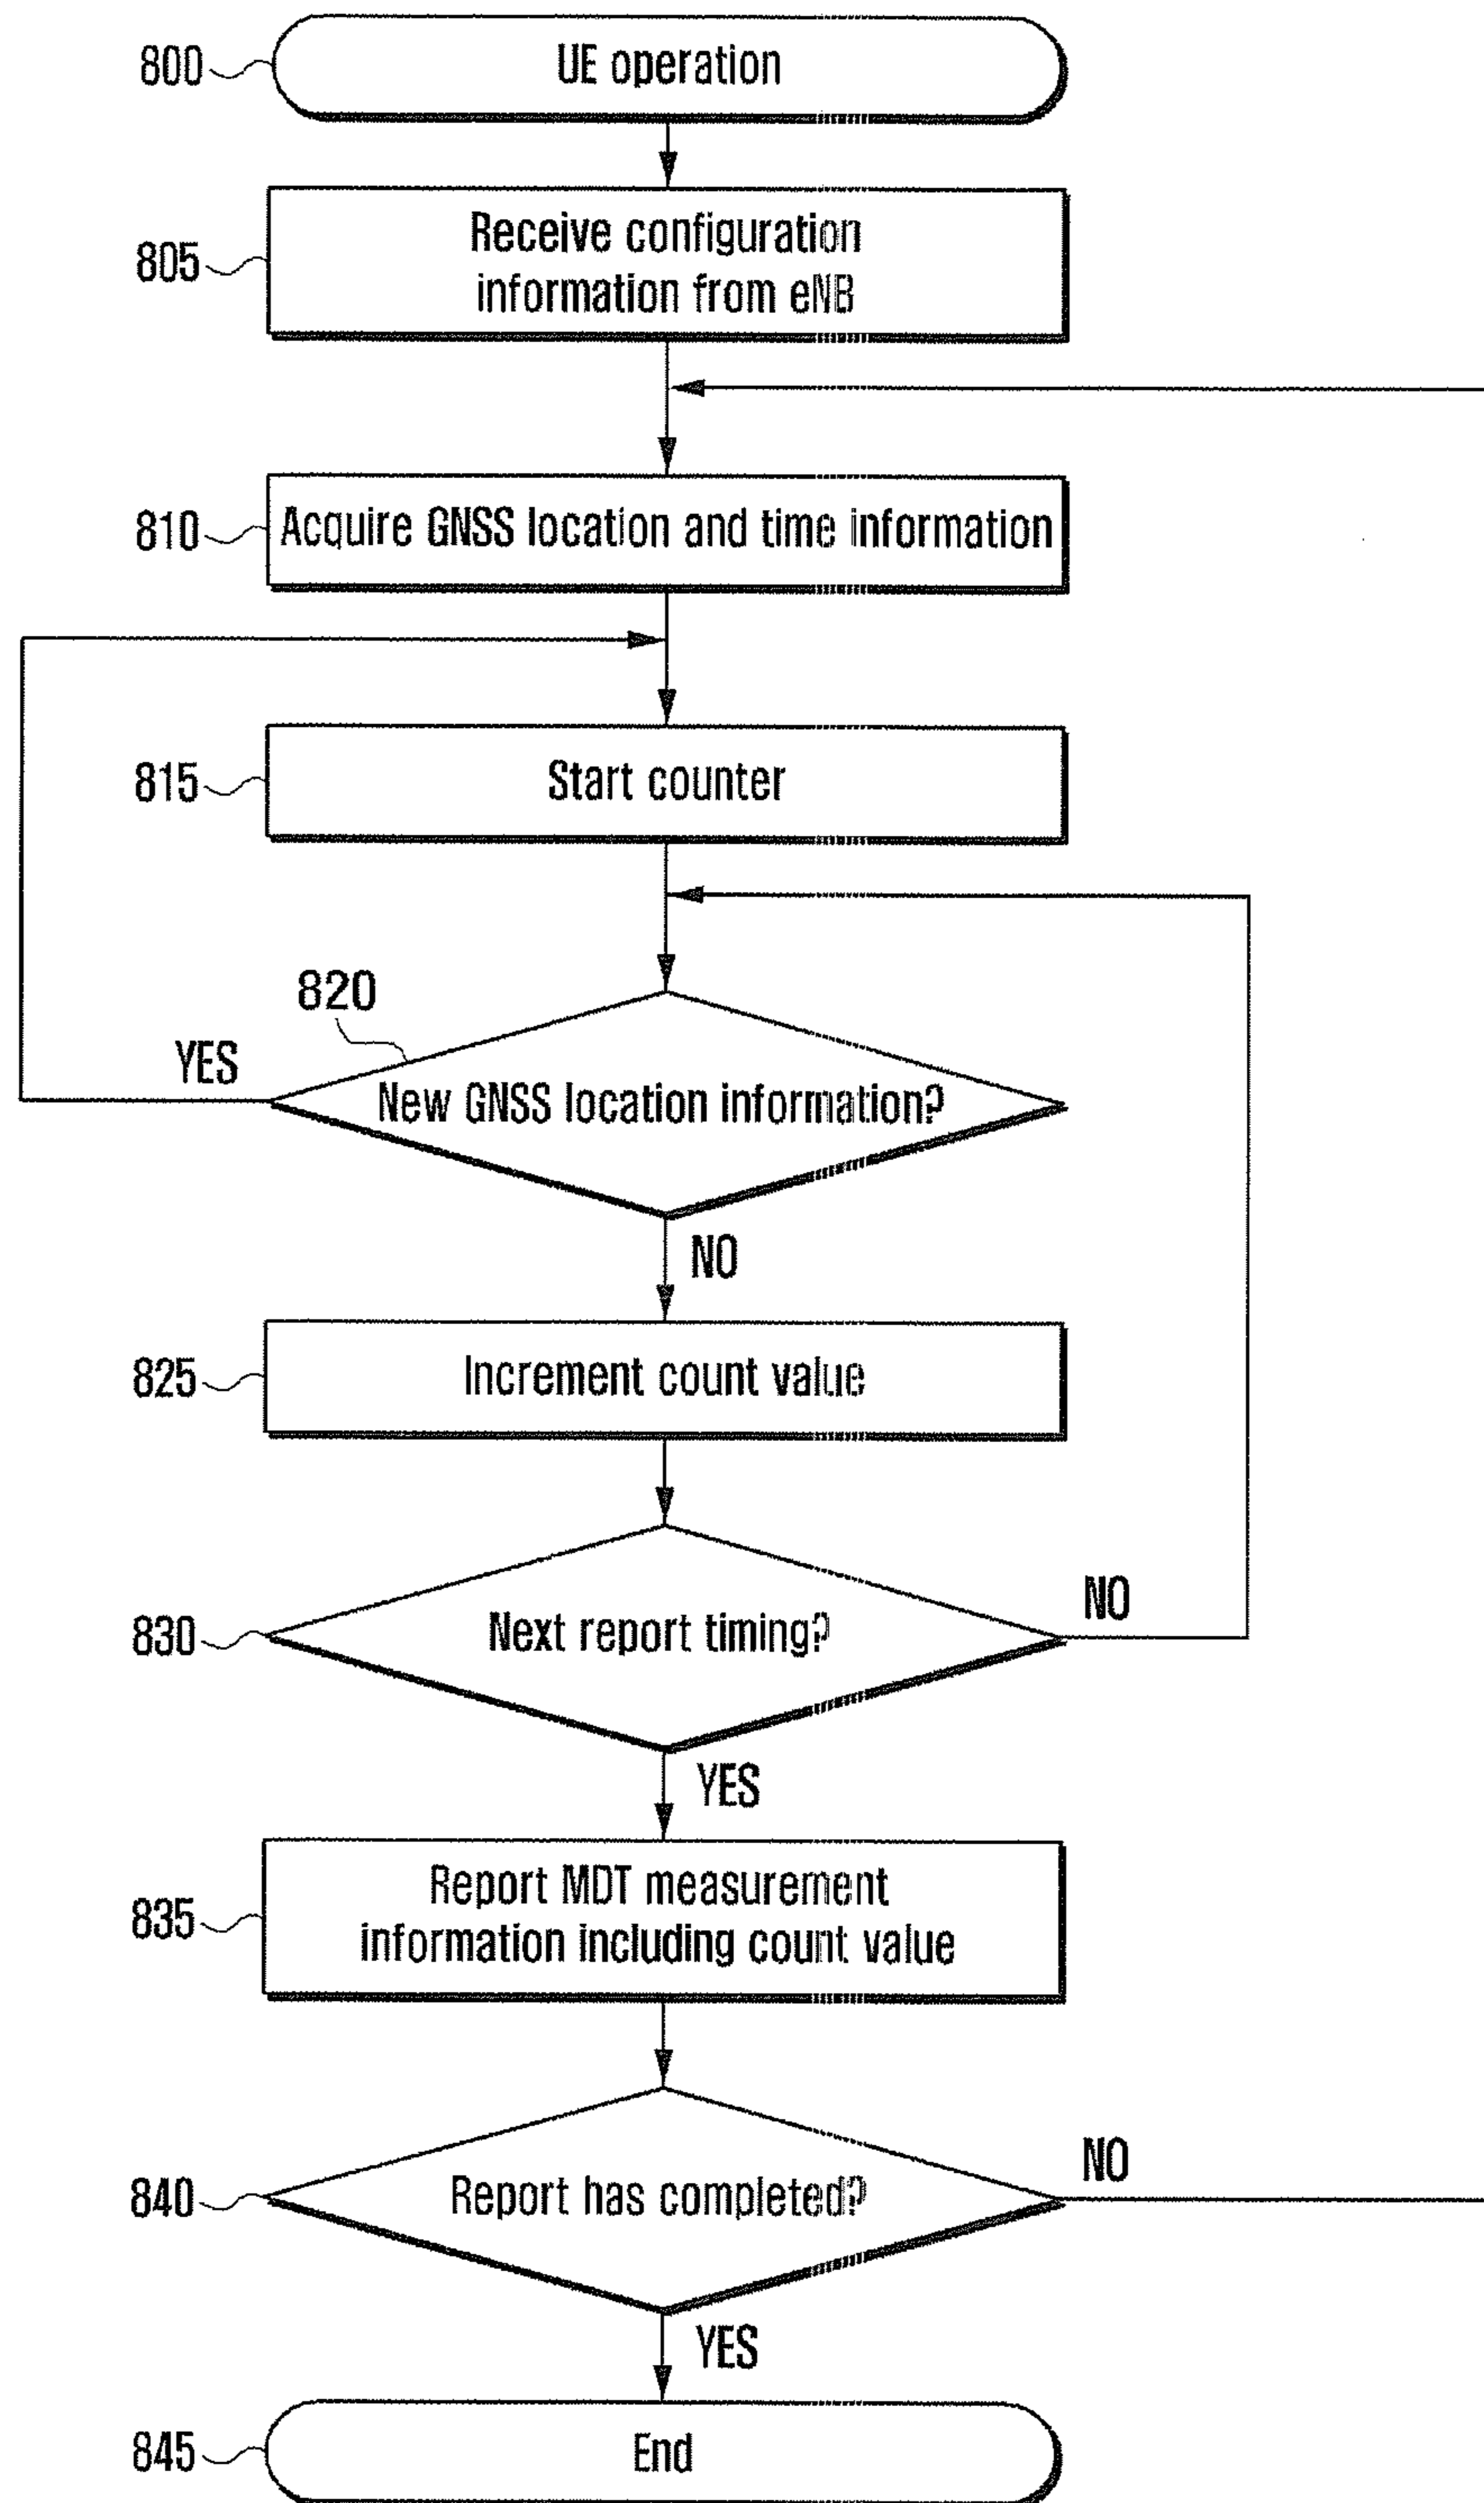 800
UE operation
805
Receive configuration
information from eNB
810
Acquire GNSS location and time information
815
Start counter
820
YES
New GNSS location information?
NO
825
Increment count value
830
Next report timing?
NO
YES
835
Report MDT measurement
information including count value
840
Report has completed?
NO
YES
845
End